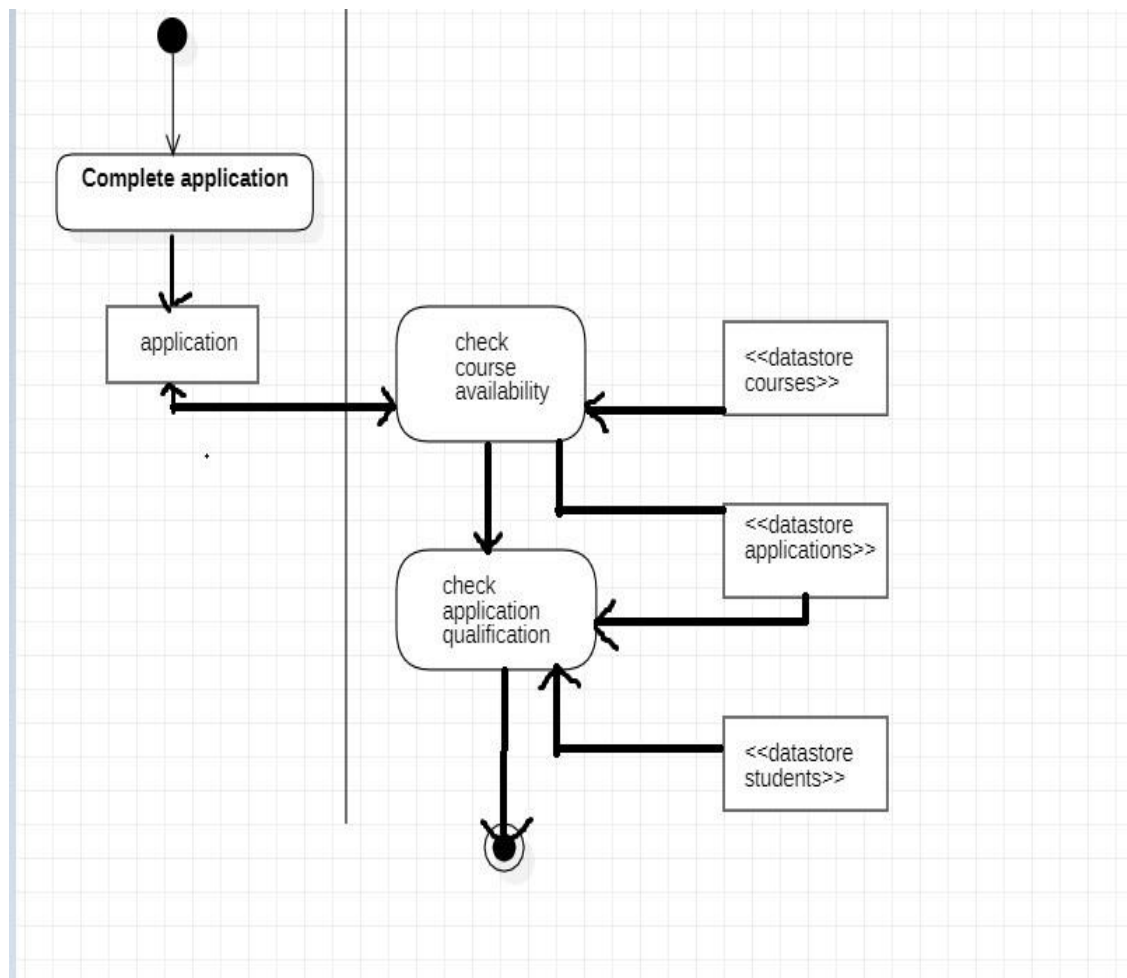 Complete application
application
check
course
availability
<<datastore
courses>>
<<datastore
applications>>
check
application
qualification
<<datastore
students>>